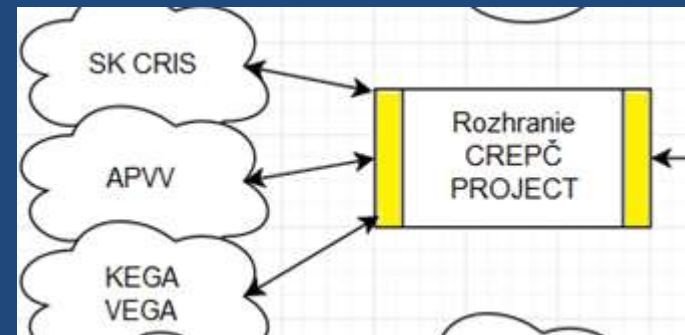 SK CRIS
APVV
KEGA
VEGA
Rozhranie
CREPČ
PROJECT